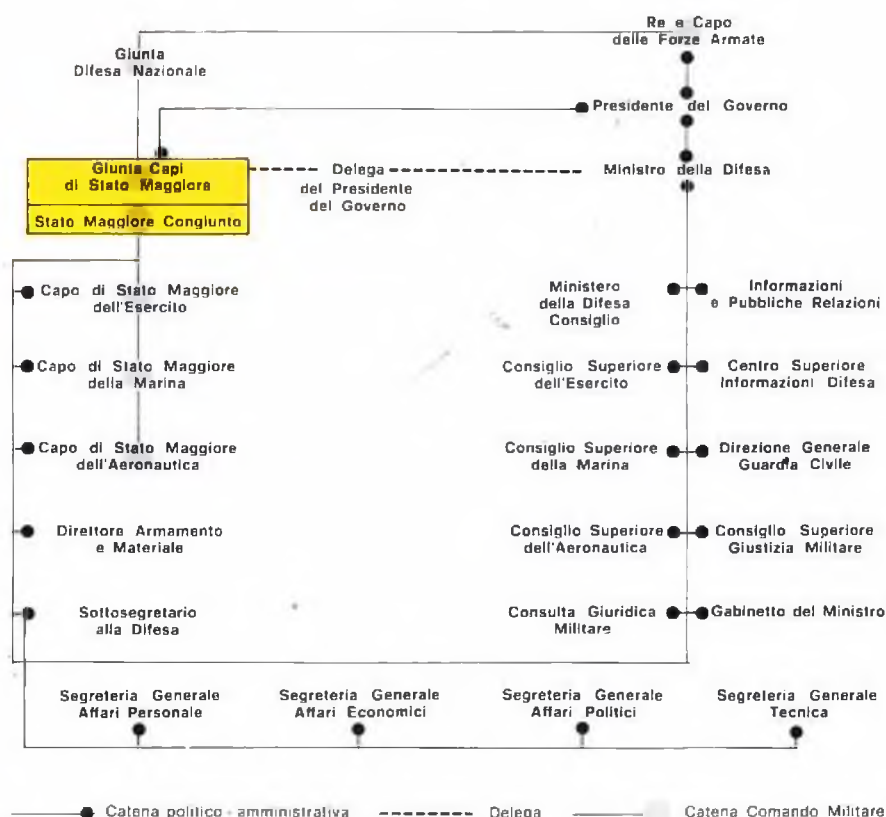 Re e Capo
delle Forze Armate
Giunta
Difesa Nazionale
Presidente del Governo
Giunta Capi
di Stato Maggiore
Delega
del Presidente
del Governo
Ministro della Difesa
Stato Maggiore Congiunto
Capo di Stato Maggiore
dell'Esercito
Ministero
della Difesa
Consiglio
Informazioni
e Pubbliche Relazioni
Capo di Stato Maggiore
della Marina
Consiglio Superiore
dell'Esercito
Centro Superiore
Informazioni Difesa
Capo di Stato Maggiore
dell'Aeronautica
Consiglio Superiore
della Marina
Direzione Generale
Guardia Civile
Direttore Armamento
e Materiale
Consiglio Superiore
dell'Aeronautica
Consiglio Superiore
Giustizia Militare
Sottosegretario
alla Difesa
Consulta Giuridica
Militare
Gabinetto del Ministro
Segreteria Generale
Affari Personale
Segreteria Generale
Affari Economici
Segreteria Generale
Affari Politici
Segreteria Generale
Tecnica
Catena politico - amministrativa
Delega
Catena Comando Militare